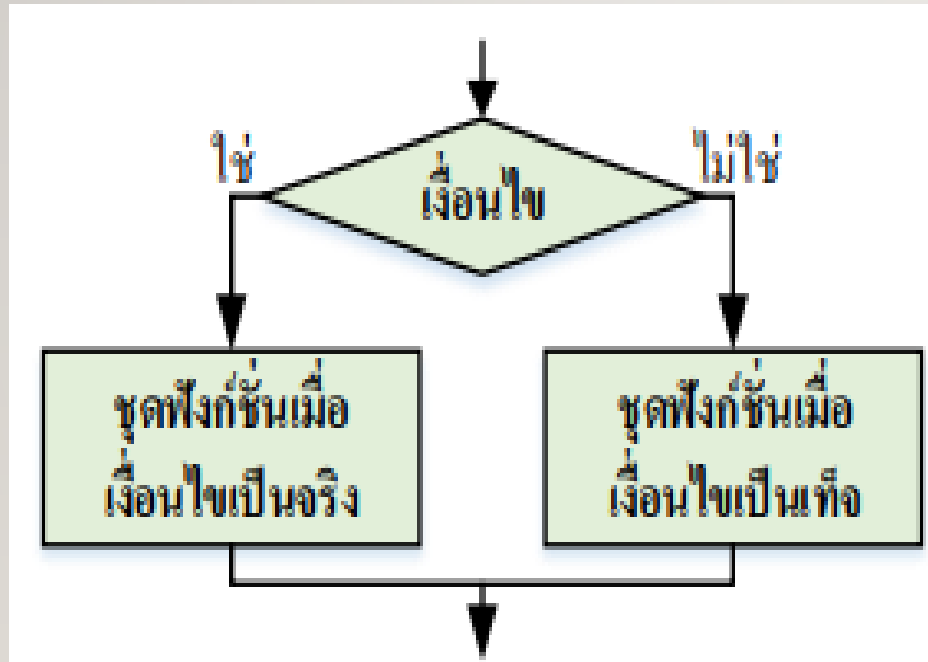 ใช่
เงื่อนไข
ไม่ใช่
ชุดฟังก์ชั่นเมื่อ
เงื่อนไขเป็นจริง
ชุดฟังก์ชั่นเมื่อ
เงื่อนไขเป็นเท็จ